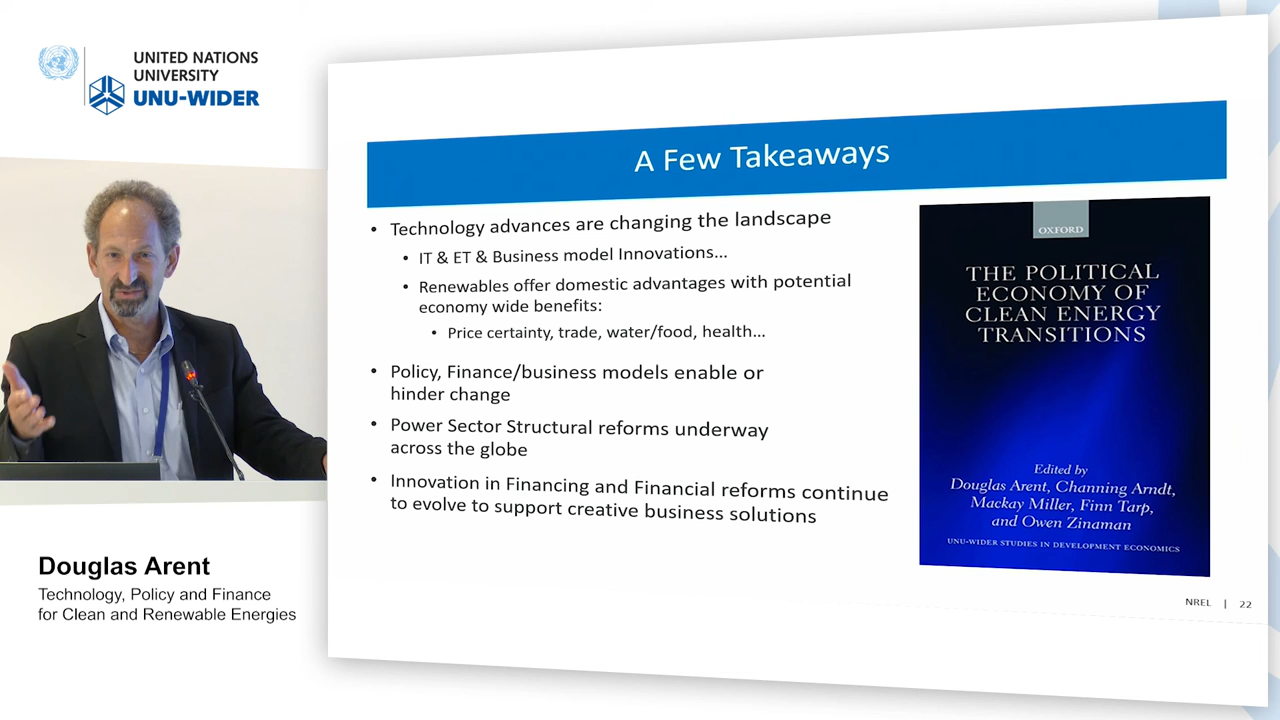 UNITED NATIONS
UNIVERSITY
UNU-WIDER
A Few Takeaways
• Technology advances are changing the landscape
• IT & ET & Business model Innovations...
• Renewables offer domestic advantages with potential
economy wide benefits:
• Price certainty, trade, water/food, health...
• Policy, Finance/business models enable or
hinder change
• Power Sector Structural reforms underway
across the globe
• Innovation in Financing and Financial reforms continue
to evolve to support creative business solutions
OXFORD
THE POLITICAL
ECONOMY OF
CLEAN ENERGY
TRANSITIONS
Edited by
Douglas Arent, Channing Arndt,
Mackay Miller, Finn Tarp,
and Owen Zinaman
UNU-WIDER STUDIES IN DEVELOPMENT ECONOMICS
NREL | 22
Douglas Arent
Technology, Policy and Finance
for Clean and Renewable Energies